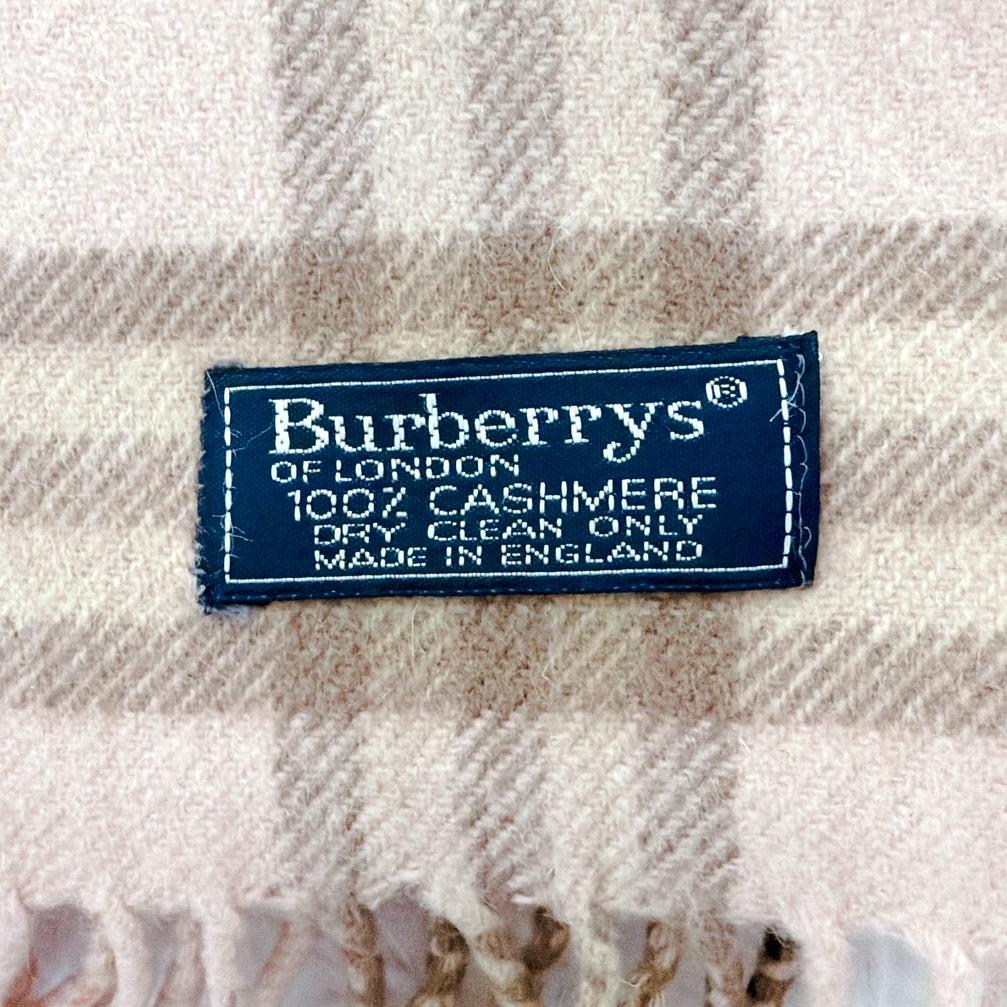 Burberrys®
OF LONDON
100% CASHMERE
DRY CLEAN ONLY
MADE IN ENGLAND